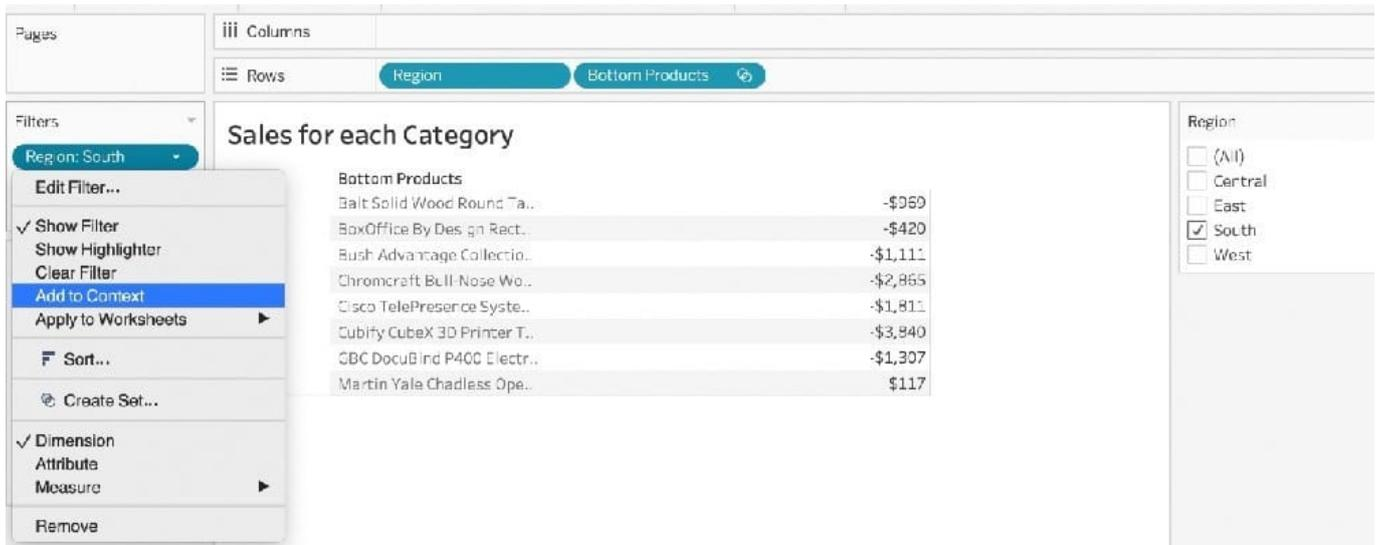 Pages
iii Columns
Rows Region Bottom Products
Filters
Region: South
Edit Filter...
✓ Show Filter
Show Highlighter
Clear Filter
Add to Context
Apply to Worksheets ▶
Sort...
Create Set...
✓ Dimension
Attribute
Measure ▶
Remove
Sales for each Category
Bottom Products
Balt Solid Wood Round Ta.. -$969
BoxOffice By Design Rect.. -$420
Bush Advantage Collectio.. -$1,111
Chromcraft Bull-Nose Wo.. -$2,865
Cisco TelePresence Syste.. -$1,811
Cubify CubeX 3D Printer T.. -$3,840
GBC DocuBind P400 Electr.. -$1,307
Martin Yale Chadless Ope.. $117
Region
(All)
Central
East
✓ South
West